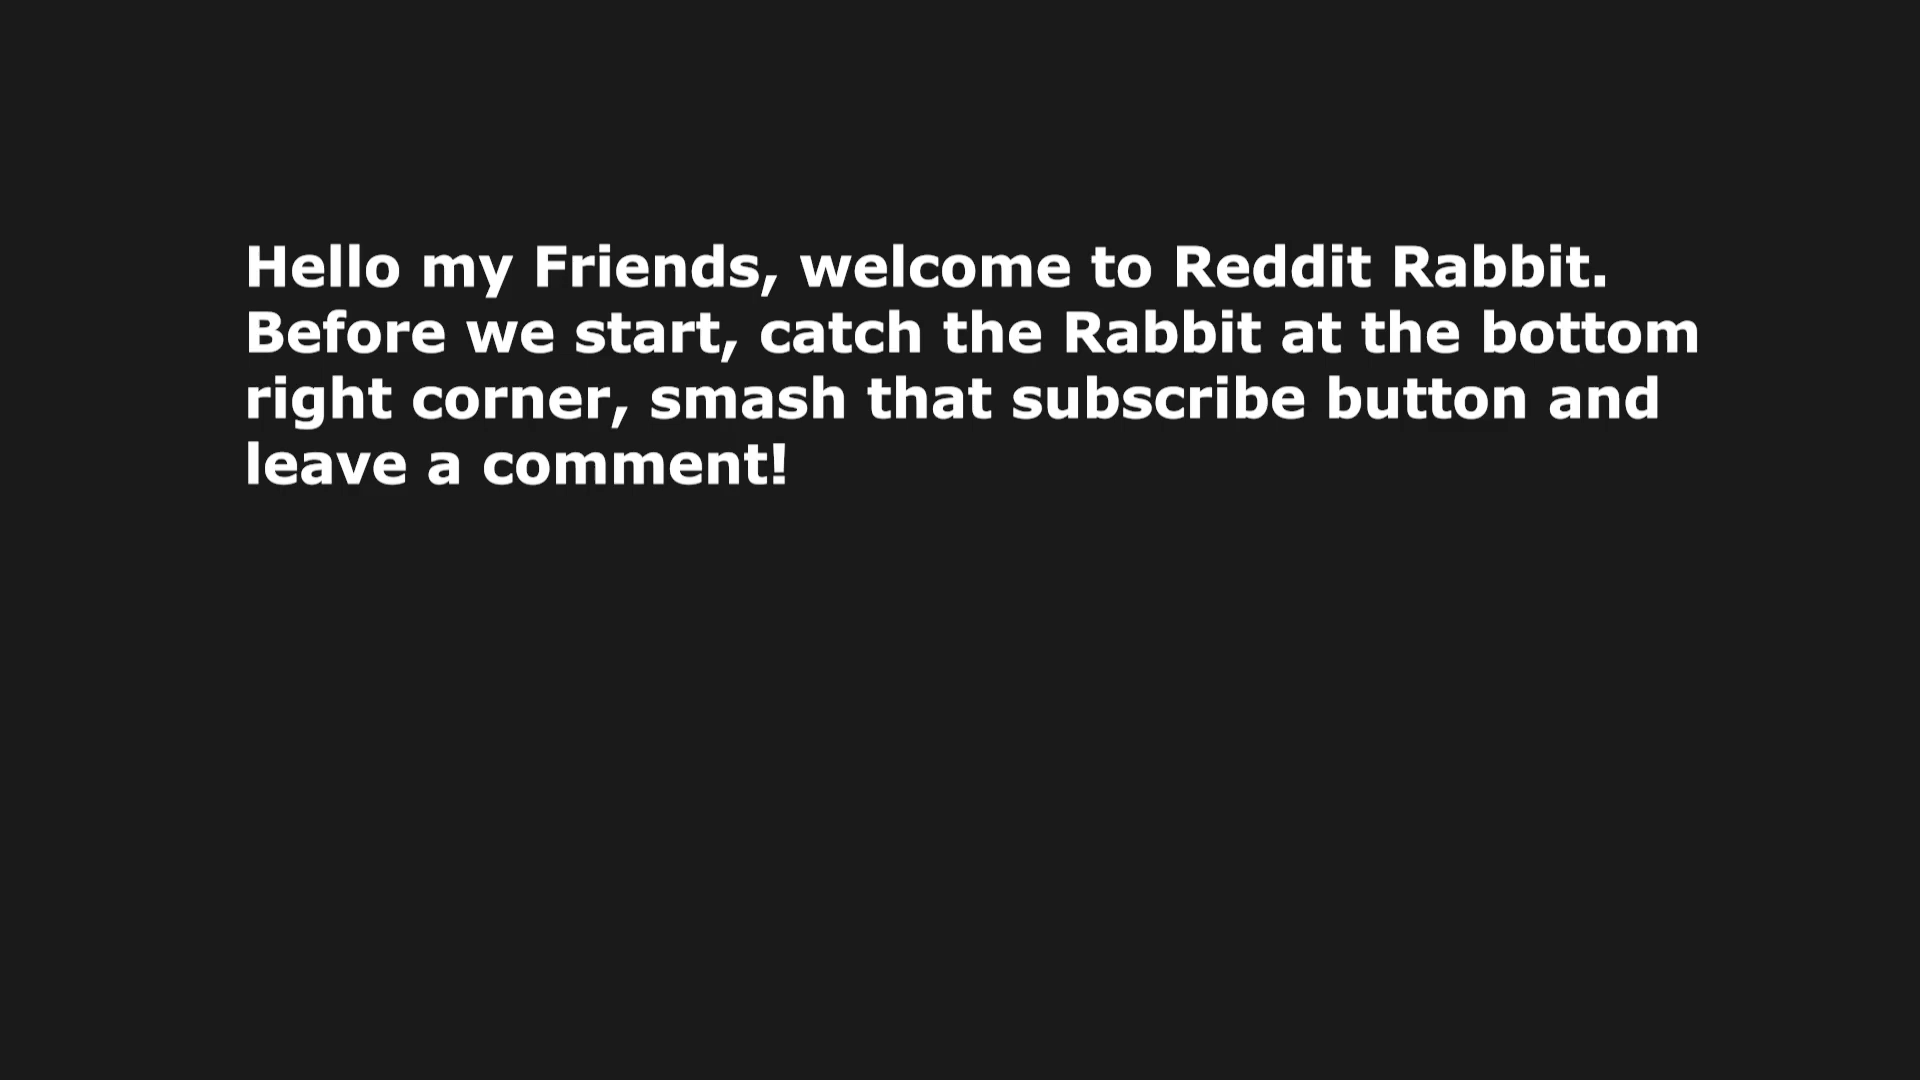 Hello my Friends, welcome to Reddit Rabbit.
Before we start, catch the Rabbit at the bottom
right corner, smash that subscribe button and
leave a comment!